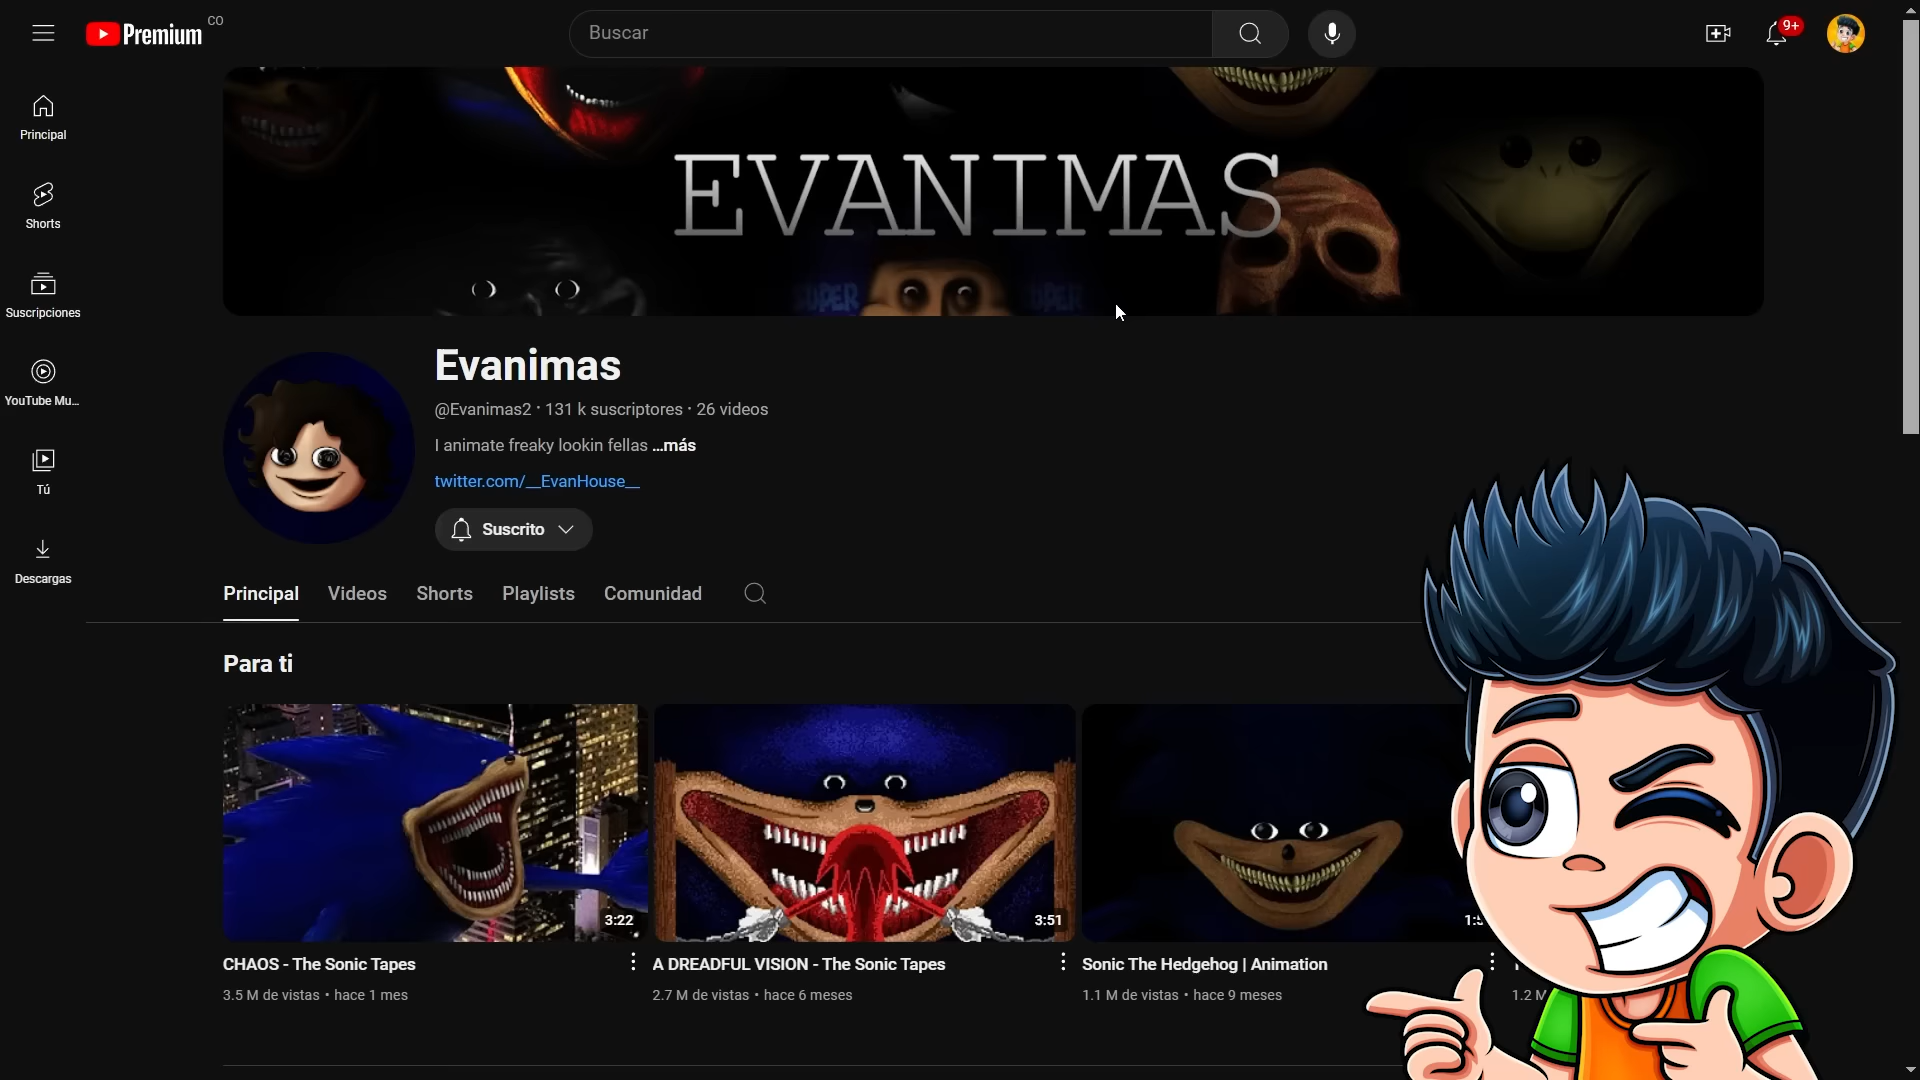 Premium CO
Buscar
9+
Principal
Shorts
Suscripciones
YouTube Mu...
Tú
Descargas
EVANIMAS
SUPER
Evanimas
@Evanimas2 • 131 k suscriptores • 26 videos
I animate freaky lookin fellas ...más
twitter.com/__EvanHouse__
Suscrito
Principal Videos Shorts Playlists Comunidad
Para ti
3:22
3:51
CHAOS - The Sonic Tapes
3.5 M de vistas • hace 1 mes
A DREADFUL VISION - The Sonic Tapes
2.7 M de vistas • hace 6 meses
Sonic The Hedgehog | Animation
1.1 M de vistas • hace 9 meses
1.2 M